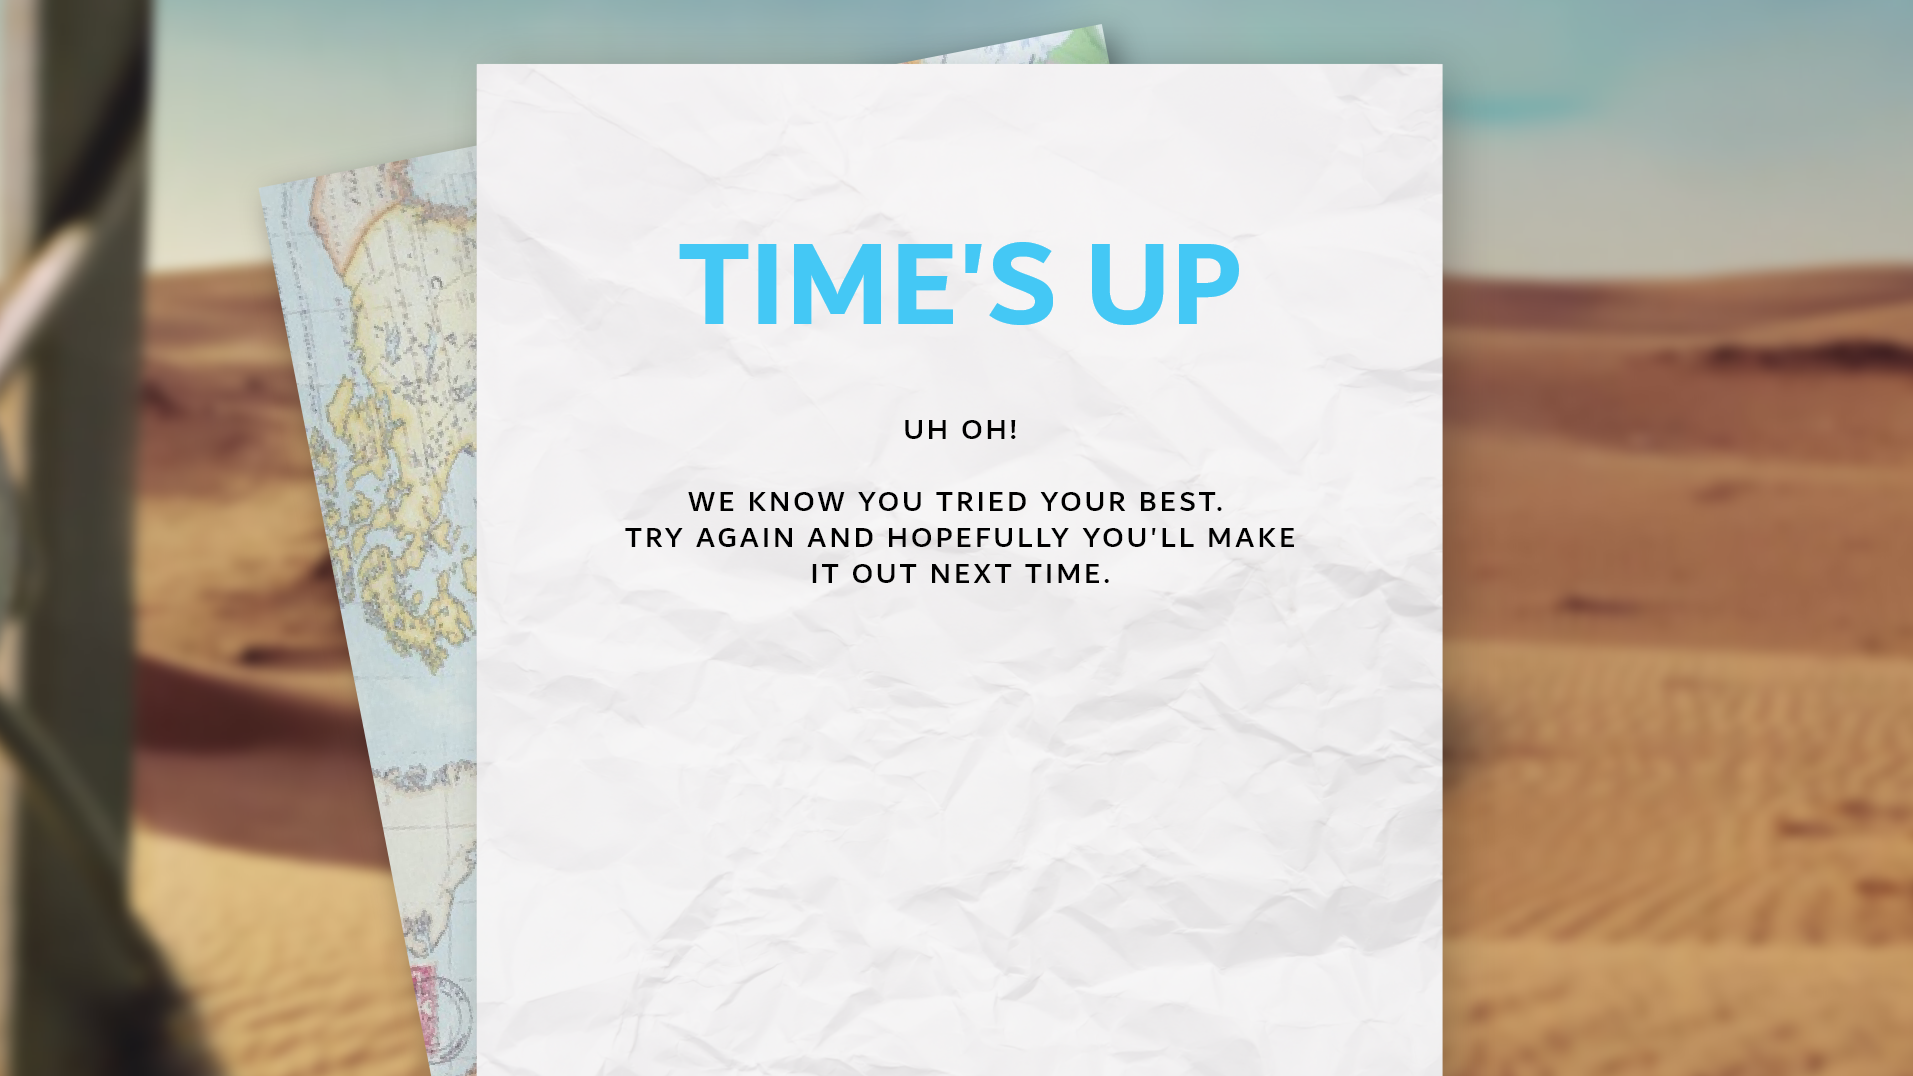 TIME'S UP
UH OH!
WE KNOW YOU TRIED YOUR BEST.
TRY AGAIN AND HOPEFULLY YOU'LL MAKE
IT OUT NEXT TIME.